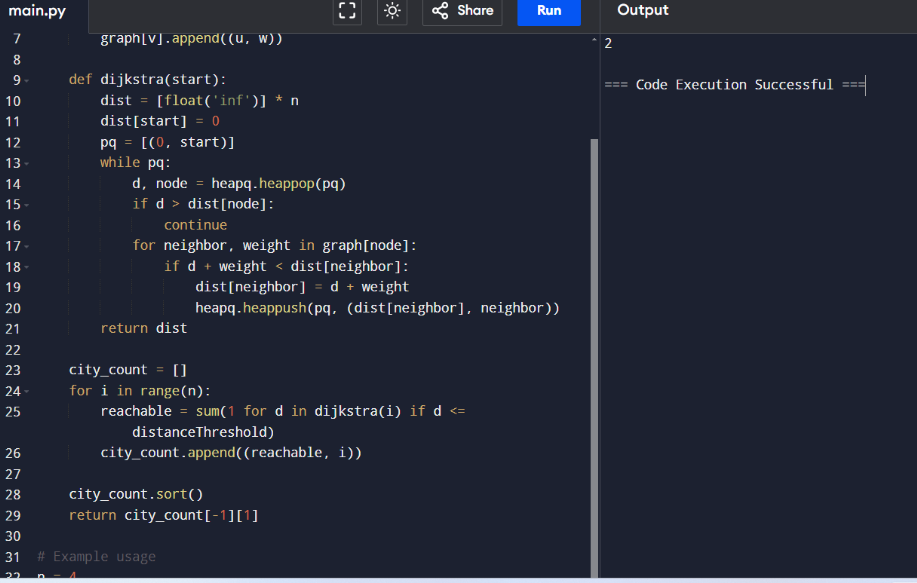 main.py
Share
Run
Output
7 graph[v].append((u, w))
8
9 def dijkstra(start):
10 dist = [float('inf')] * n
11 dist[start] = 0
12 pq = [(0, start)]
13 while pq:
14 d, node = heapq.heappop(pq)
15 if d > dist[node]:
16 continue
17 for neighbor, weight in graph[node]:
18 if d + weight < dist[neighbor]:
19 dist[neighbor] = d + weight
20 heapq.heappush(pq, (dist[neighbor], neighbor))
21 return dist
22
23 city_count = []
24 for i in range(n):
25 reachable = sum(1 for d in dijkstra(i) if d <=
distanceThreshold)
26 city_count.append((reachable, i))
27
28 city_count.sort()
29 return city_count[-1][1]
30
31 # Example usage
32 n = 4
2
=== Code Execution Successful ===